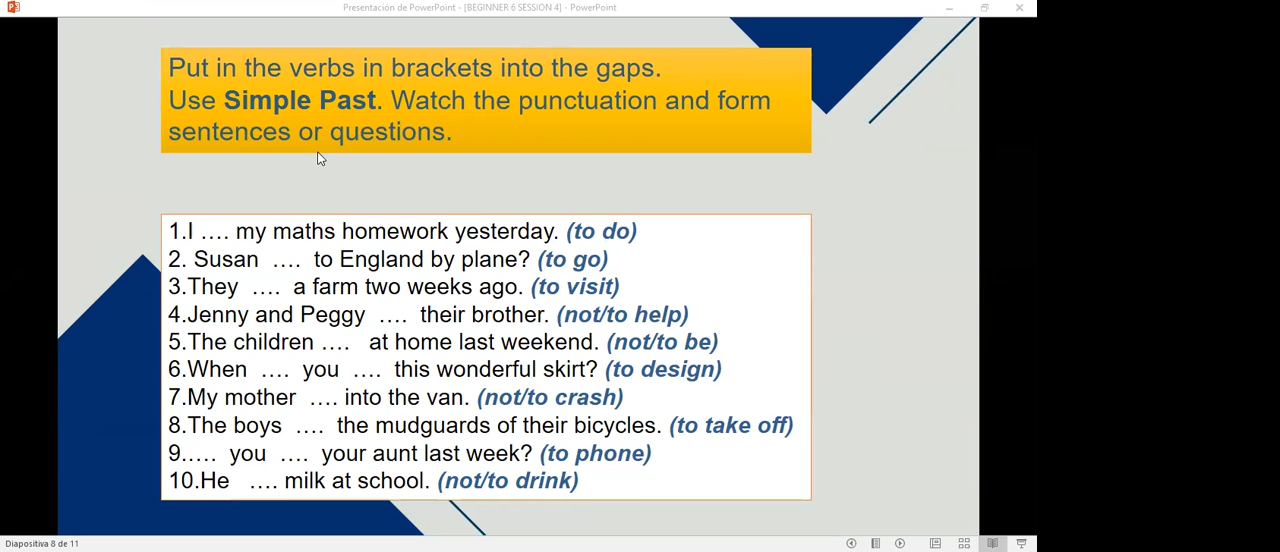 Presentación de PowerPoint - [BEGINNER 6 SESSION 4] - PowerPoint
Put in the verbs in brackets into the gaps.
Use Simple Past. Watch the punctuation and form
sentences or questions.
1.I …. my maths homework yesterday. (to do)
2. Susan …. to England by plane? (to go)
3.They …. a farm two weeks ago. (to visit)
4.Jenny and Peggy …. their brother. (not/to help)
5.The children …. at home last weekend. (not/to be)
6.When …. you …. this wonderful skirt? (to design)
7.My mother …. into the van. (not/to crash)
8.The boys …. the mudguards of their bicycles. (to take off)
9.…. you …. your aunt last week? (to phone)
10.He …. milk at school. (not/to drink)
Diapositiva 8 de 11